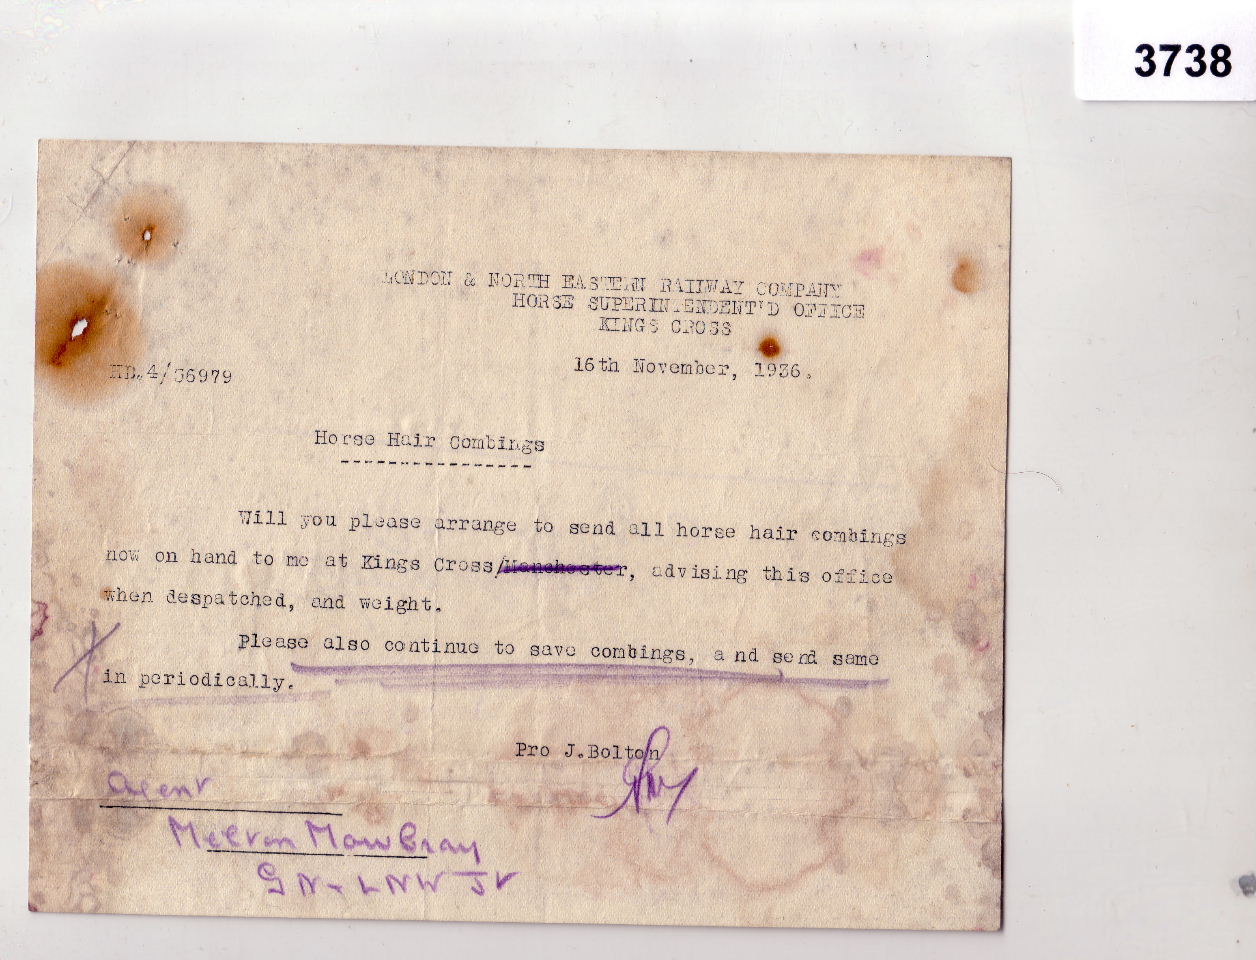 3738
LONDON & NORTH EASTERN RAILWAY COMPANY
HORSE SUPERINTENDENT'D OFFICE
KINGS CROSS
16th November, 1936.
HB.4/36979
Horse Hair Combings
Will you please arrange to send all horse hair combings
now on hand to me at Kings Cross/Manchester, advising this office
when despatched, and weight.
Please also continue to save combings, a nd send same
in periodically.
Pro J.Bolton
Agent
Melton Mowbray
GN & LNW Jt